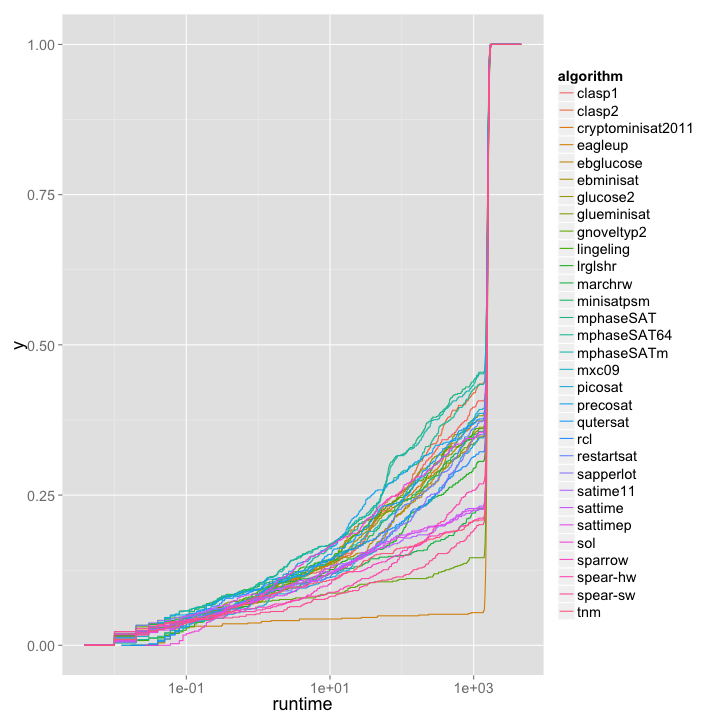 1.00
0.75
0.50
0.25
0.00
y
1e-01
1e+01
1e+03
runtime
algorithm
clasp1
clasp2
cryptominisat2011
eagleup
ebglucose
ebminisat
glucose2
glueminisat
gnoveltyp2
lingeling
lrglshr
marchrw
minisatpsm
mphaseSAT
mphaseSAT64
mphaseSATm
mxc09
picosat
precosat
qutersat
rcl
restartsat
sapperlot
satime11
sattime
sattimep
sol
sparrow
spear-hw
spear-sw
tnm